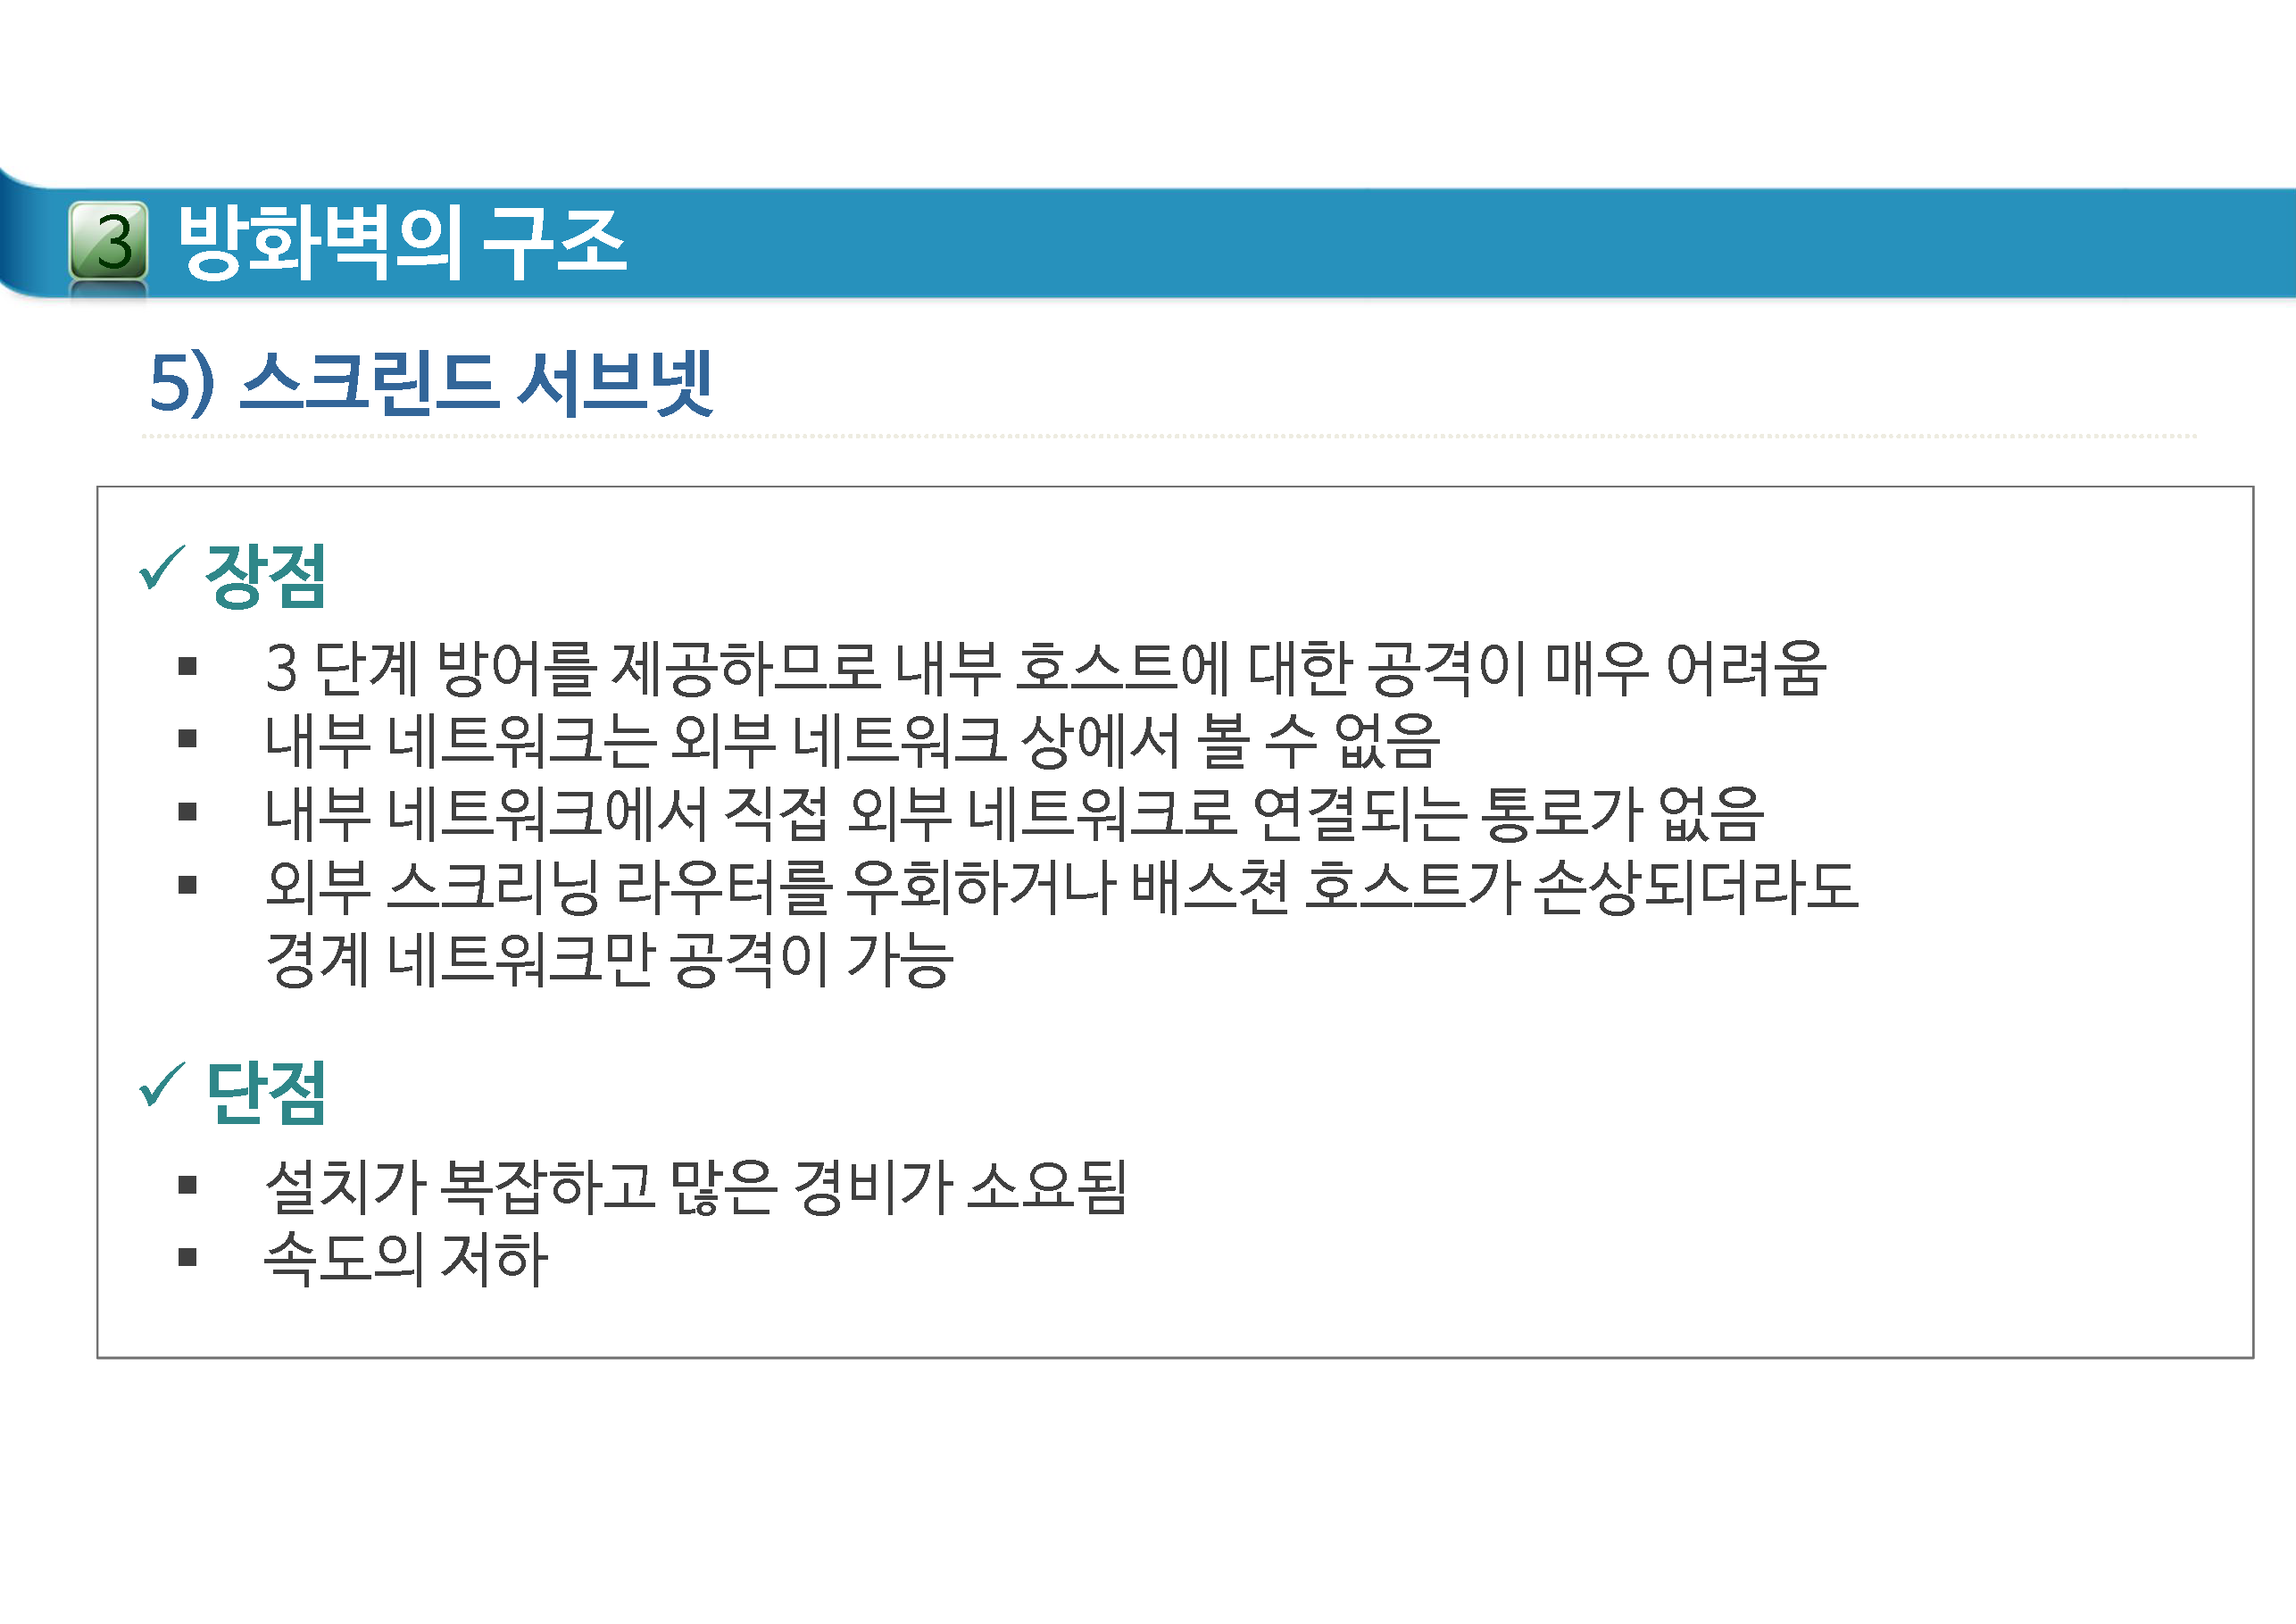 3 방화벽의 구조
5) 스크린드 서브넷
✓ 장점
▪ 3 단계 방어를 제공하므로 내부 호스트에 대한 공격이 매우 어려움
▪ 내부 네트워크는 외부 네트워크 상에서 볼 수 없음
▪ 내부 네트워크에서 직접 외부 네트워크로 연결되는 통로가 없음
▪ 외부 스크리닝 라우터를 우회하거나 배스쳔 호스트가 손상되더라도
경계 네트워크만 공격이 가능
✓ 단점
▪ 설치가 복잡하고 많은 경비가 소요됨
▪ 속도의 저하